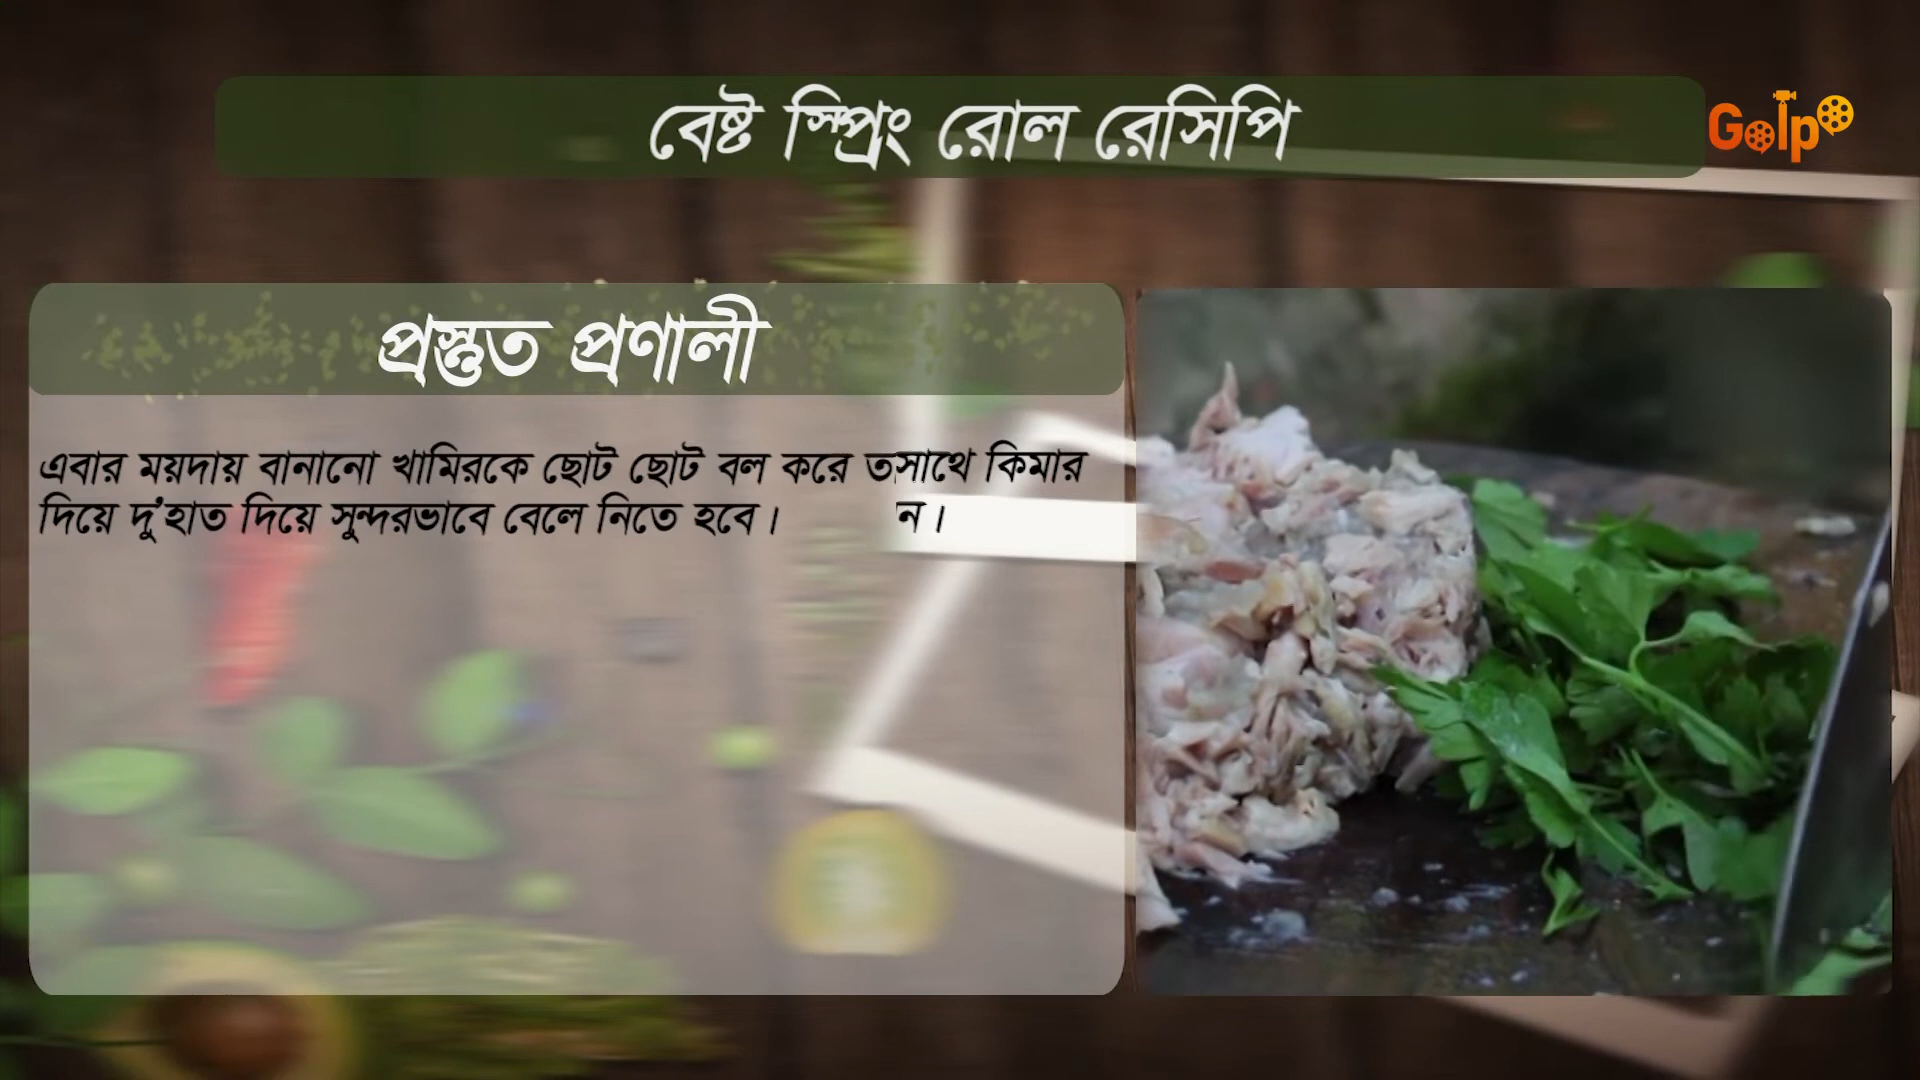 বেষ্ট স্প্রিং রোল রেসিপি
Golpo
প্রস্তুত প্রণালী
এবার ময়দায় বানানো খামিরকে ছোট ছোট বল করে তসাথে কিমার
দিয়ে দু'হাত দিয়ে সুন্দরভাবে বেলে নিতে হবে। ন।